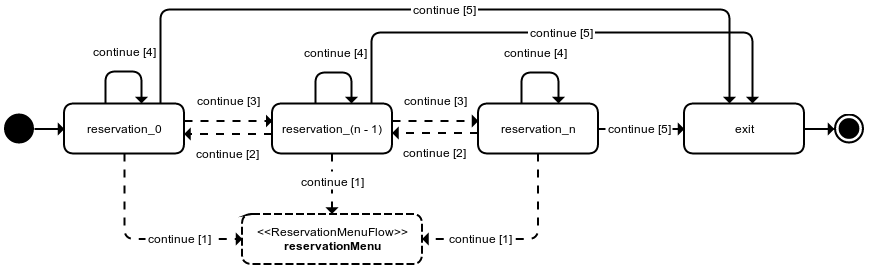 continue [5]
continue [5]
continue [4]
continue [4]
continue [4]
continue [3]
continue [3]
reservation_0
reservation_(n - 1)
reservation_n
continue [5]
exit
continue [2]
continue [2]
continue [1]
<<ReservationMenuFlow>>
reservationMenu
continue [1]
continue [1]